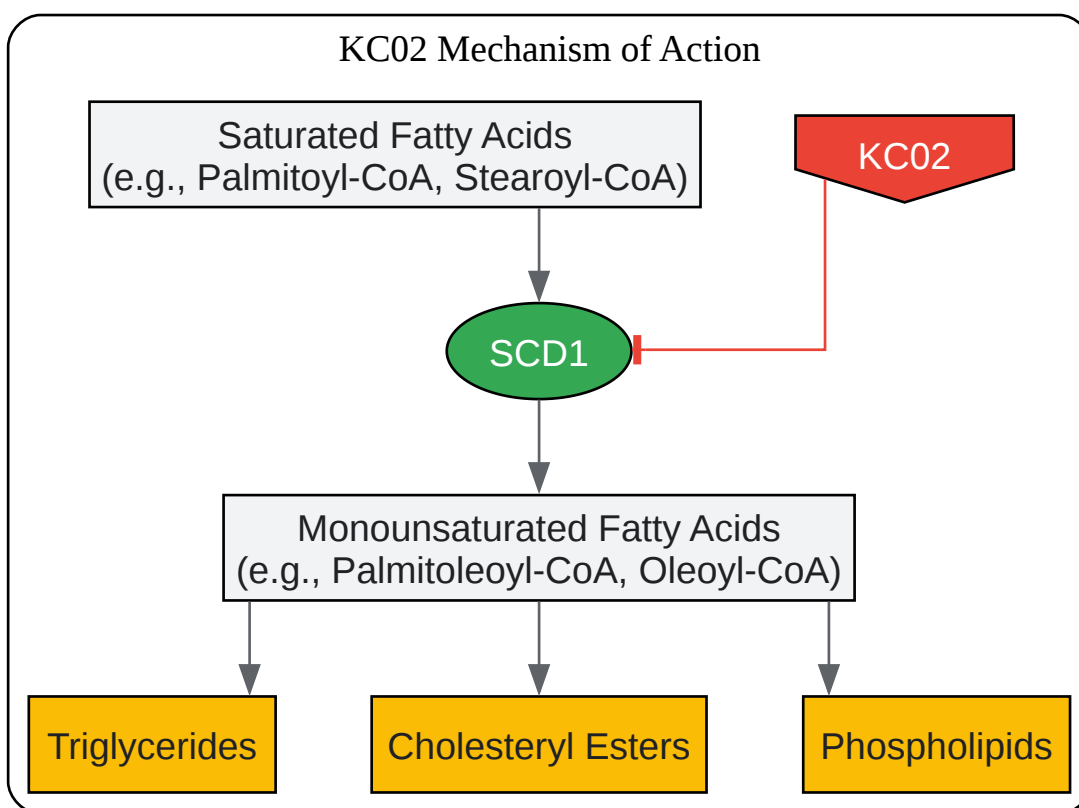 KC02 Mechanism of Action
Saturated Fatty Acids
(e.g., Palmitoyl-CoA, Stearoyl-CoA)
KC02
SCD1
Monounsaturated Fatty Acids
(e.g., Palmitoleoyl-CoA, Oleoyl-CoA)
Triglycerides
Cholesteryl Esters
Phospholipids